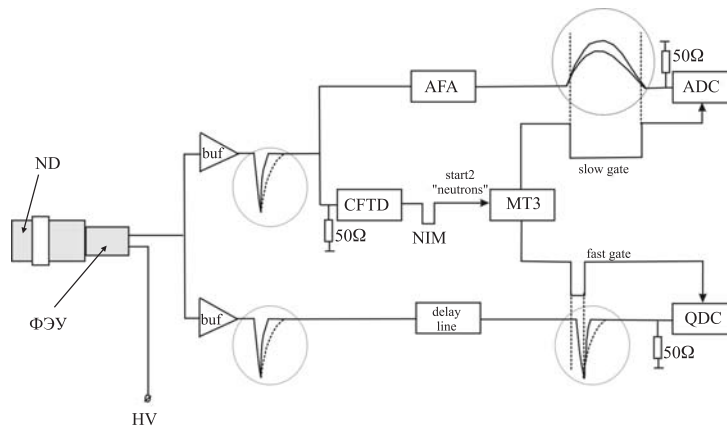 50Ω
AFA
ADC
ND
buf
slow gate
start2
"neutrons"
CFTD
MT3
50Ω
NIM
fast gate
ФЭУ
buf
delay
line
QDC
50Ω
HV